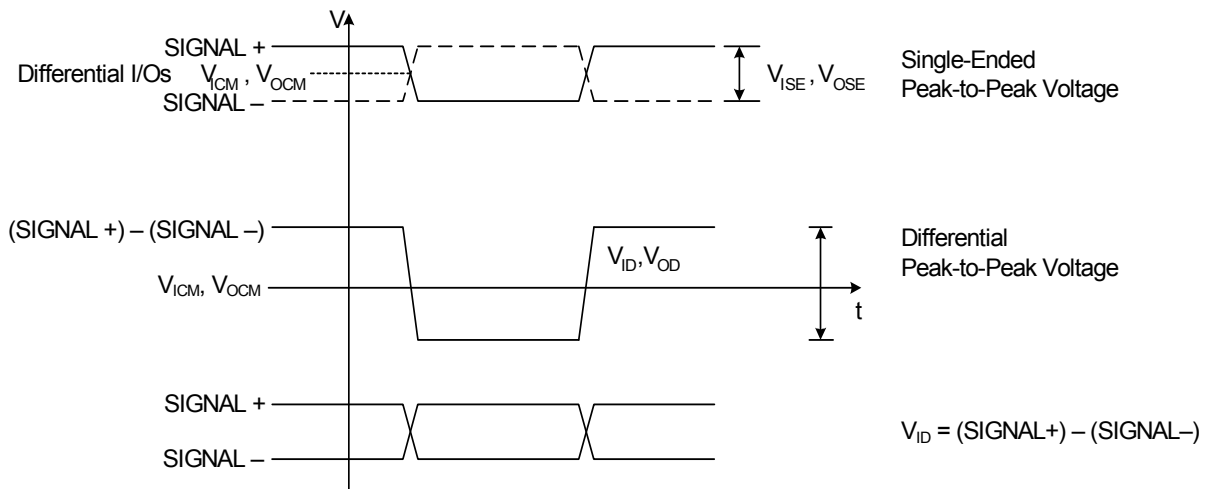 V
SIGNAL +
Differential I/Os VICM , VOCM
SIGNAL –
VISE , VOSE
Single-Ended
Peak-to-Peak Voltage
(SIGNAL +) – (SIGNAL –)
VID,VOD
Differential
Peak-to-Peak Voltage
VICM, VOCM
t
SIGNAL +
SIGNAL –
VID = (SIGNAL+) – (SIGNAL–)